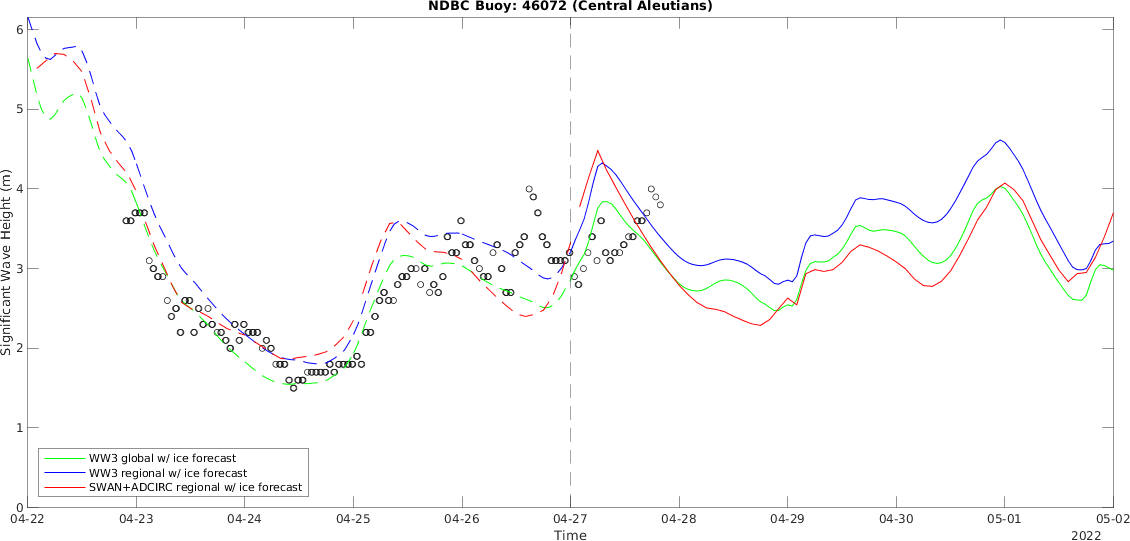 NDBC Buoy: 46072 (Central Aleutians)
6
5
4
3
2
1
0
Significant Wave Height (m)
WW3 global w/ ice forecast
WW3 regional w/ ice forecast
SWAN+ADCIRC regional w/ ice forecast
04-22 04-23 04-24 04-25 04-26 04-27 04-28 04-29 04-30 05-01 05-02
Time
2022